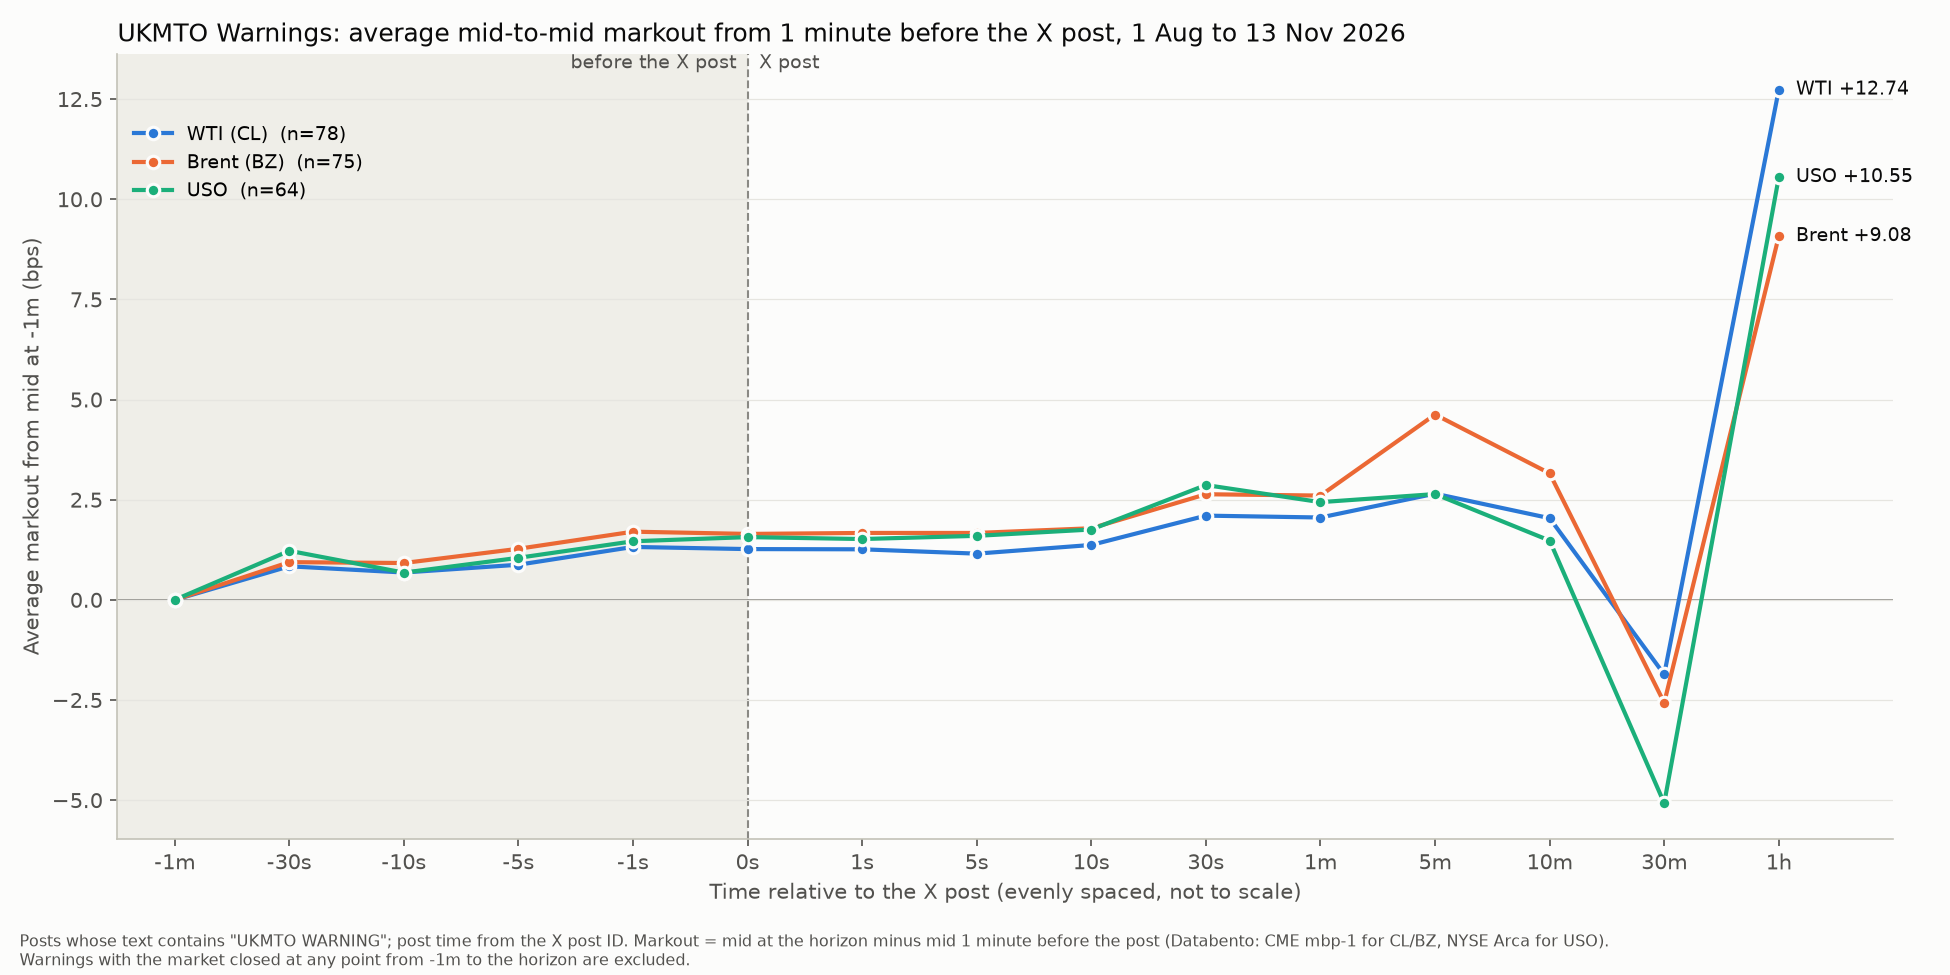 UKMTO Warnings: average mid-to-mid markout from 1 minute before the X post, 1 Aug to 13 Nov 2026
before the X post
X post
WTI (CL)  (n=78)
Brent (BZ)  (n=75)
USO  (n=64)
WTI +12.74
USO +10.55
Brent +9.08
Average markout from mid at -1m (bps)
12.5
10.0
7.5
5.0
2.5
0.0
−2.5
−5.0
-1m
-30s
-10s
-5s
-1s
0s
1s
5s
10s
30s
1m
5m
10m
30m
1h
Time relative to the X post (evenly spaced, not to scale)
Posts whose text contains "UKMTO WARNING"; post time from the X post ID. Markout = mid at the horizon minus mid 1 minute before the post (Databento: CME mbp-1 for CL/BZ, NYSE Arca for USO).
Warnings with the market closed at any point from -1m to the horizon are excluded.